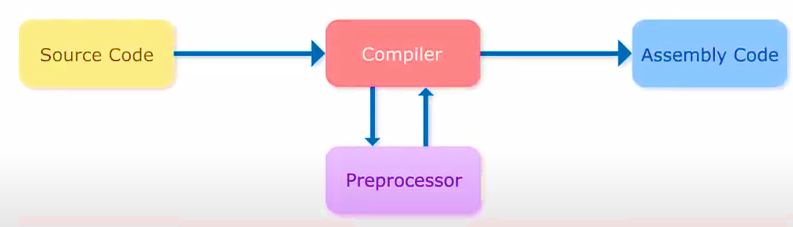 Source Code
Compiler
Assembly Code
Preprocessor